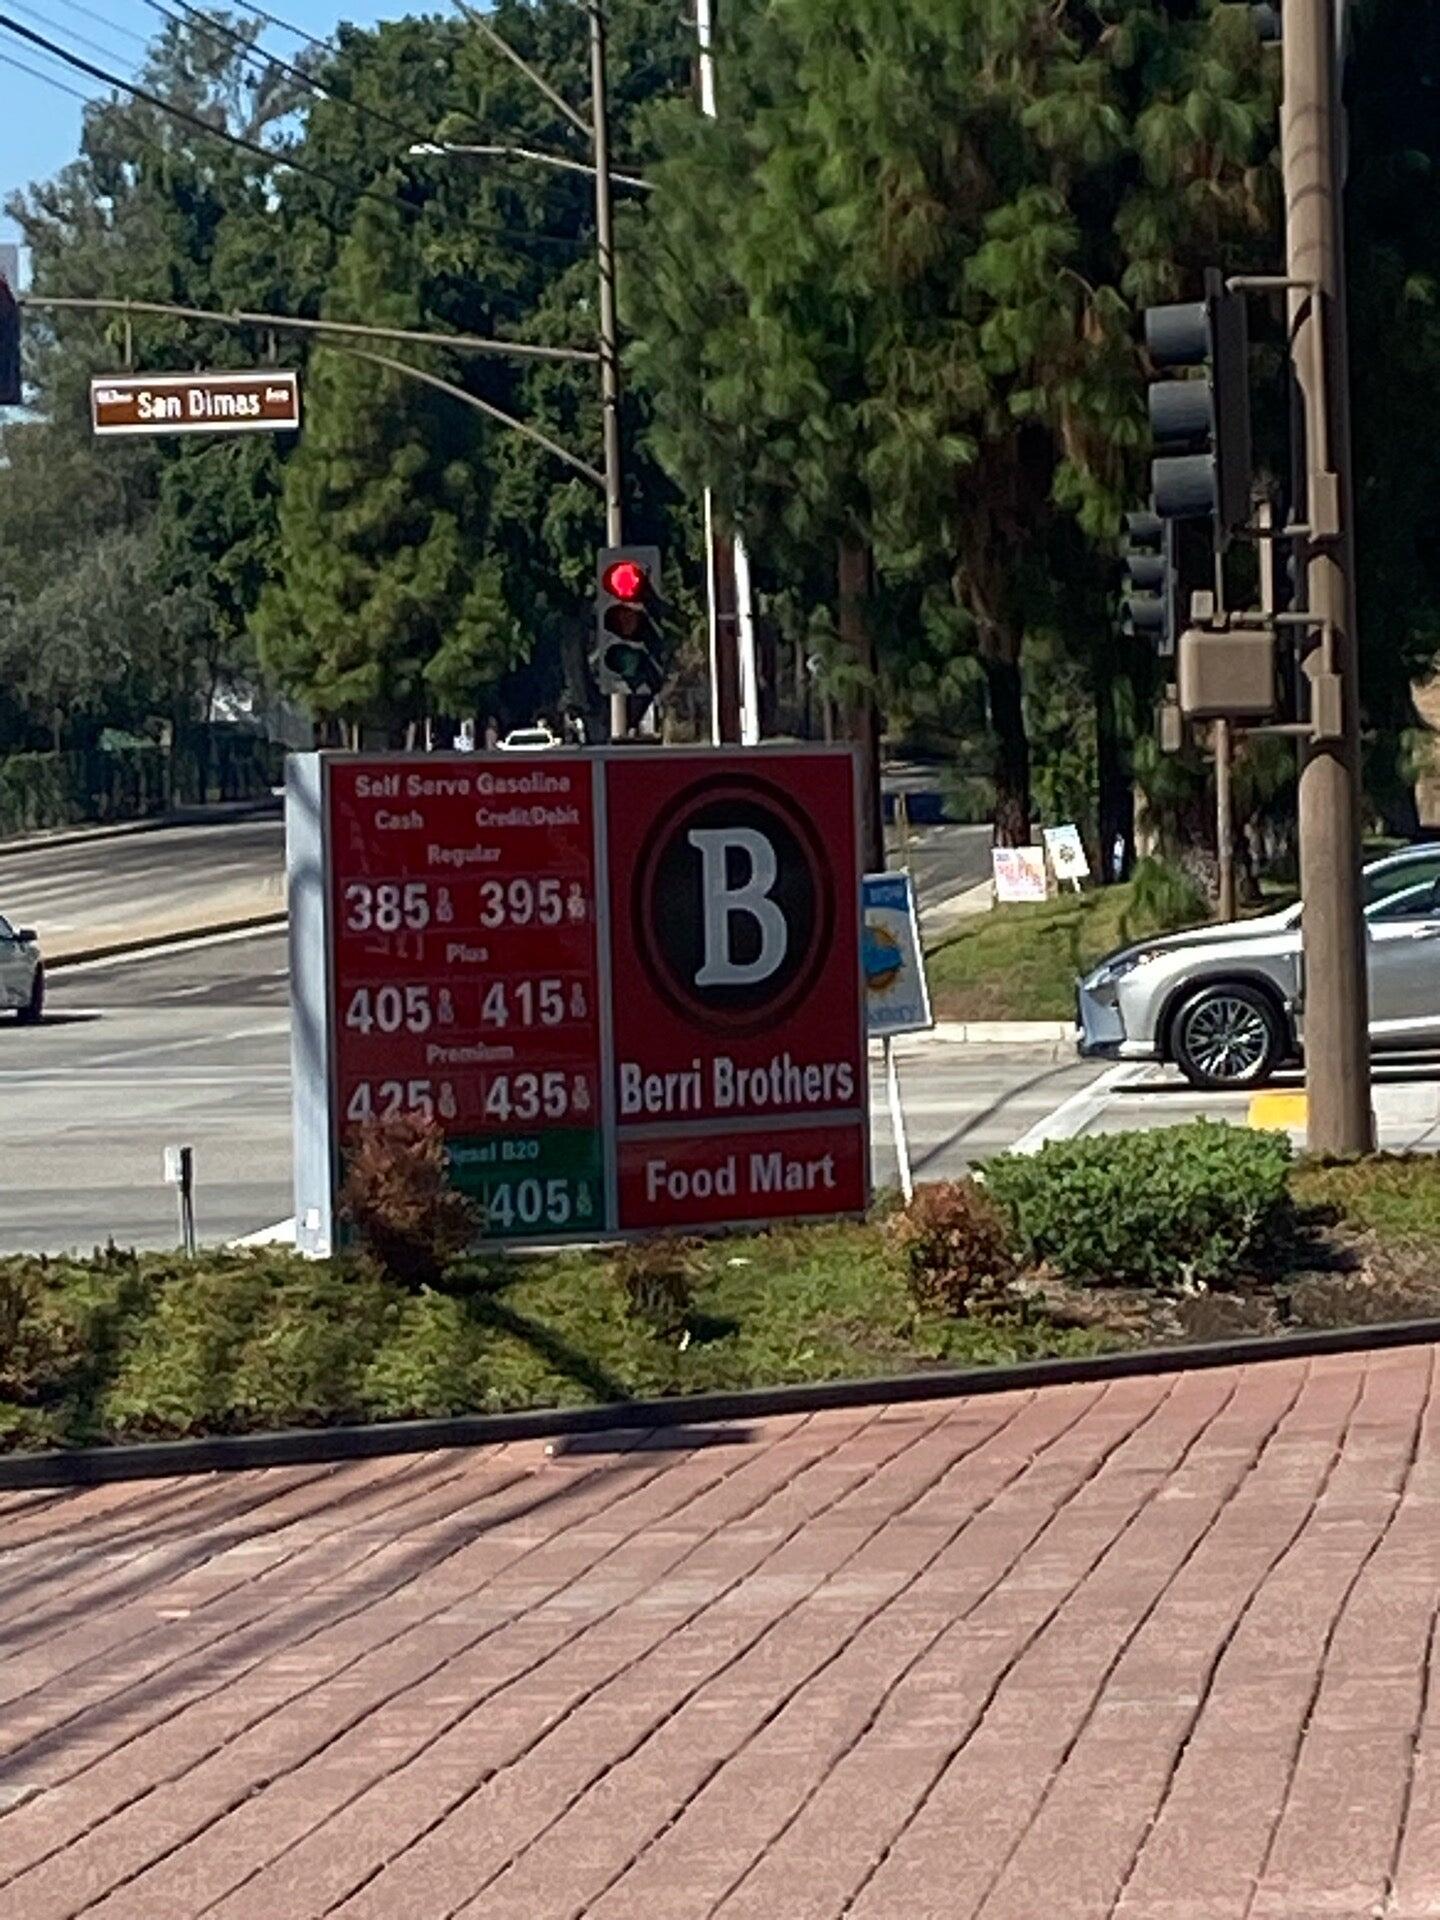 San Dimas Ave
Self Serve Gasoline
Cash Credit/Debit
Regular
385 395
Plus
405 415
Premium
425 435
Diesel B20
405
B
Berri Brothers
Food Mart